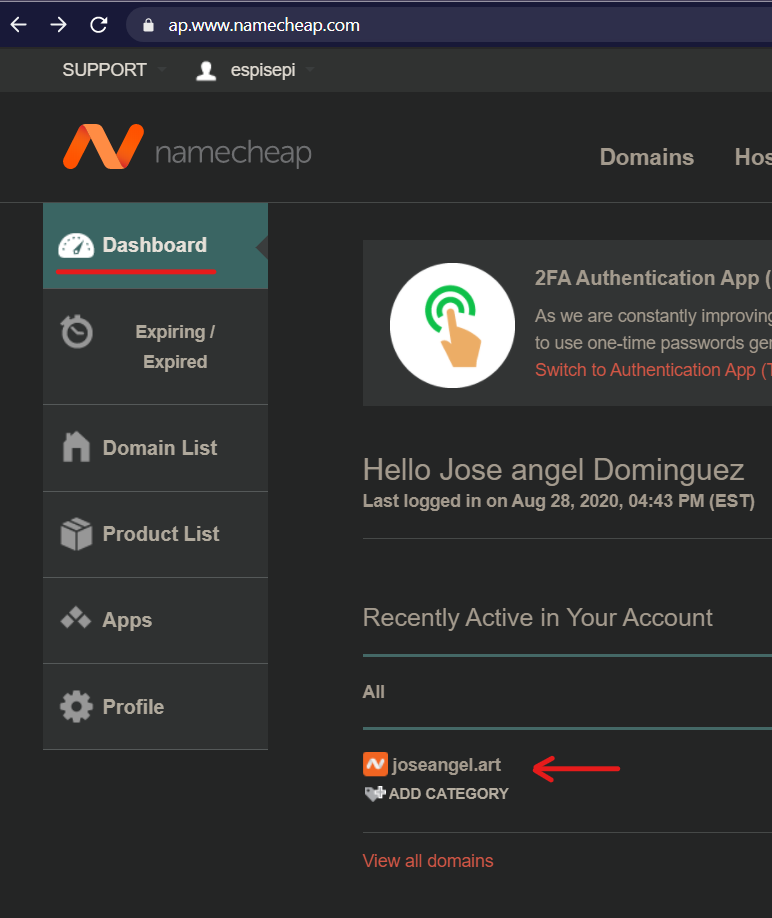 ap.www.namecheap.com
SUPPORT
espisepi
namecheap
Domains
Dashboard
Expiring /
Expired
Domain List
Product List
Apps
Profile
2FA Authentication App (
As we are constantly improving
to use one-time passwords
Switch to Authentication App (
Hello Jose angel Dominguez
Last logged in on Aug 28, 2020, 04:43 PM (EST)
Recently Active in Your Account
All
joseangel.art
ADD CATEGORY
View all domains